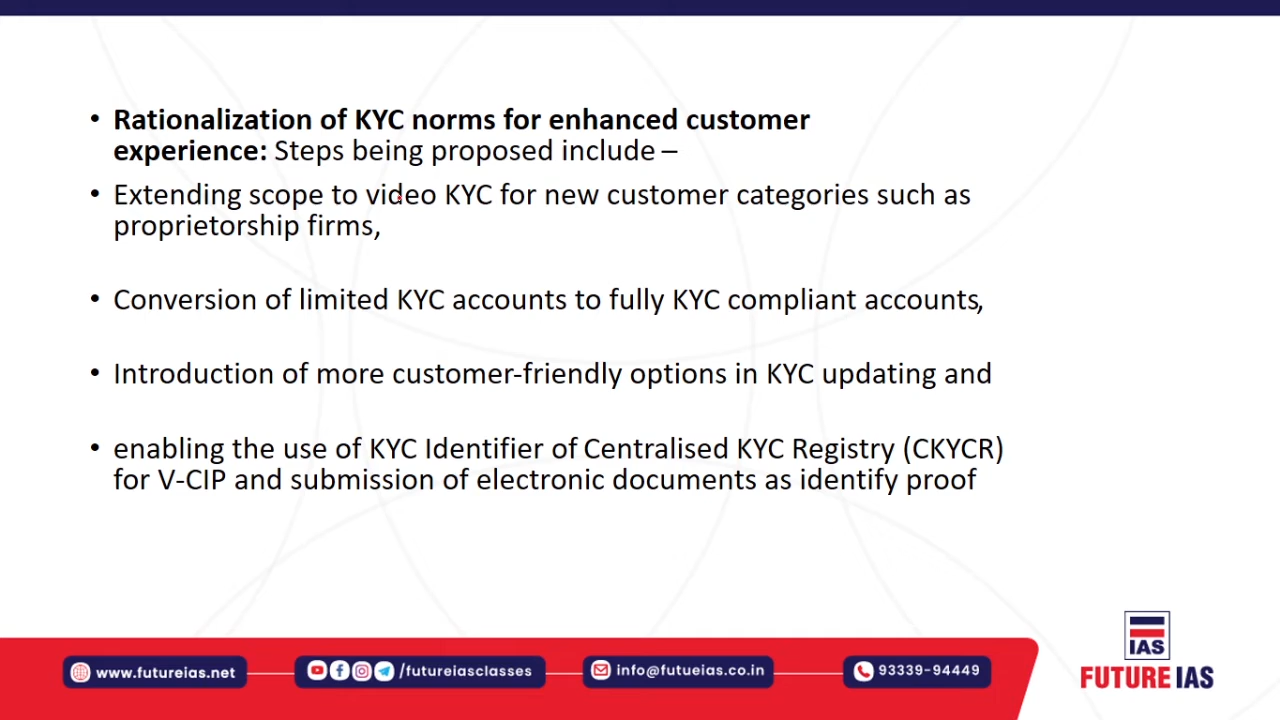 • Rationalization of KYC norms for enhanced customer
experience: Steps being proposed include –
• Extending scope to video KYC for new customer categories such as
proprietorship firms,
• Conversion of limited KYC accounts to fully KYC compliant accounts,
• Introduction of more customer-friendly options in KYC updating and
• enabling the use of KYC Identifier of Centralised KYC Registry (CKYCR)
for V-CIP and submission of electronic documents as identify proof
IAS
FUTURE IAS
www.futureias.net
/futureiasclasses
info@futueias.co.in
93339-94449